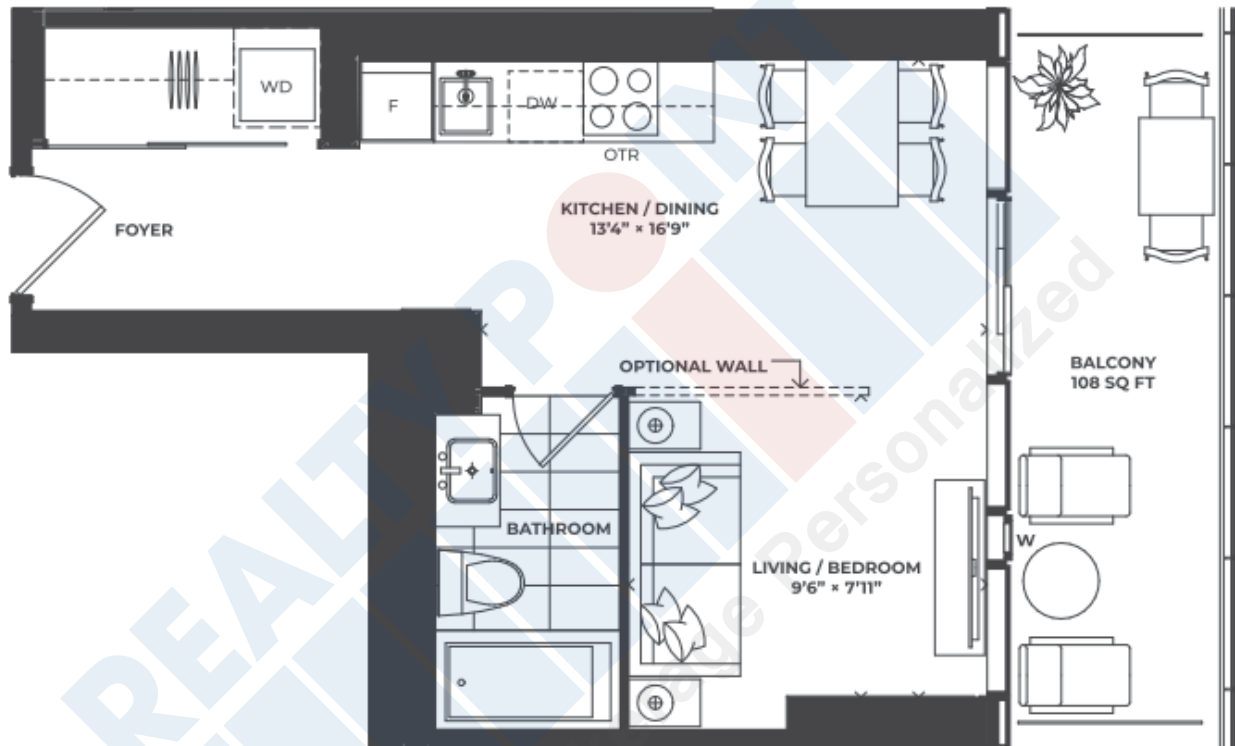 WD
F
DW
OTR
FOYER
KITCHEN / DINING
13'4" × 16'9"
OPTIONAL WALL
BALCONY
108 SQ FT
BATHROOM
W
LIVING / BEDROOM
9'6" × 7'11"
REALTY POINT
Personalized